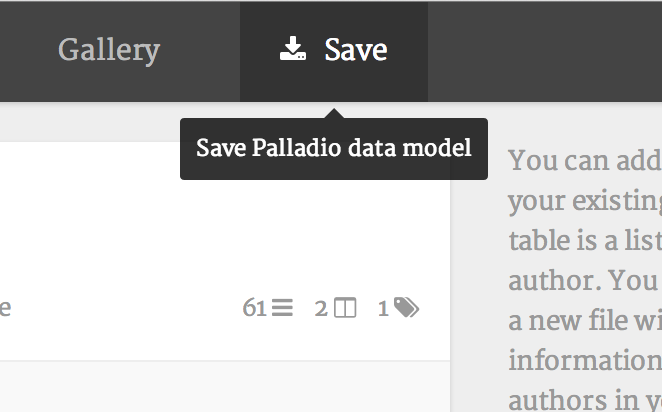 Gallery
Save
Save Palladio data model
61
2
1
You can add
your existing
table is a list
author. You
a new file wi
information
authors in